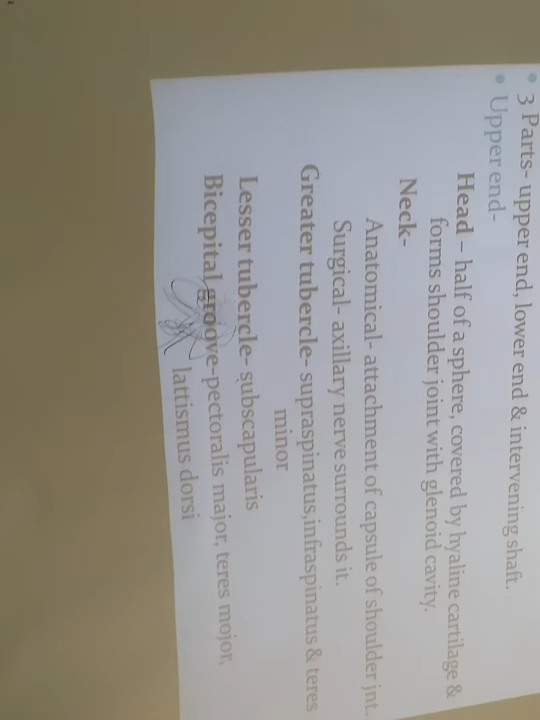 • 3 Parts- upper end, lower end & intervening shaft.
• Upper end-
Head – half of a sphere, covered by hyaline cartilage &
forms shoulder joint with glenoid cavity.
Neck-
Anatomical- attachment of capsule of shoulder jnt.
Surgical- axillary nerve surrounds it.
Greater tubercle- supraspinatus,infraspinatus & teres
minor
Lesser tubercle- subscapularis
Bicepital groove-pectoralis major, teres mojor,
lattismus dorsi